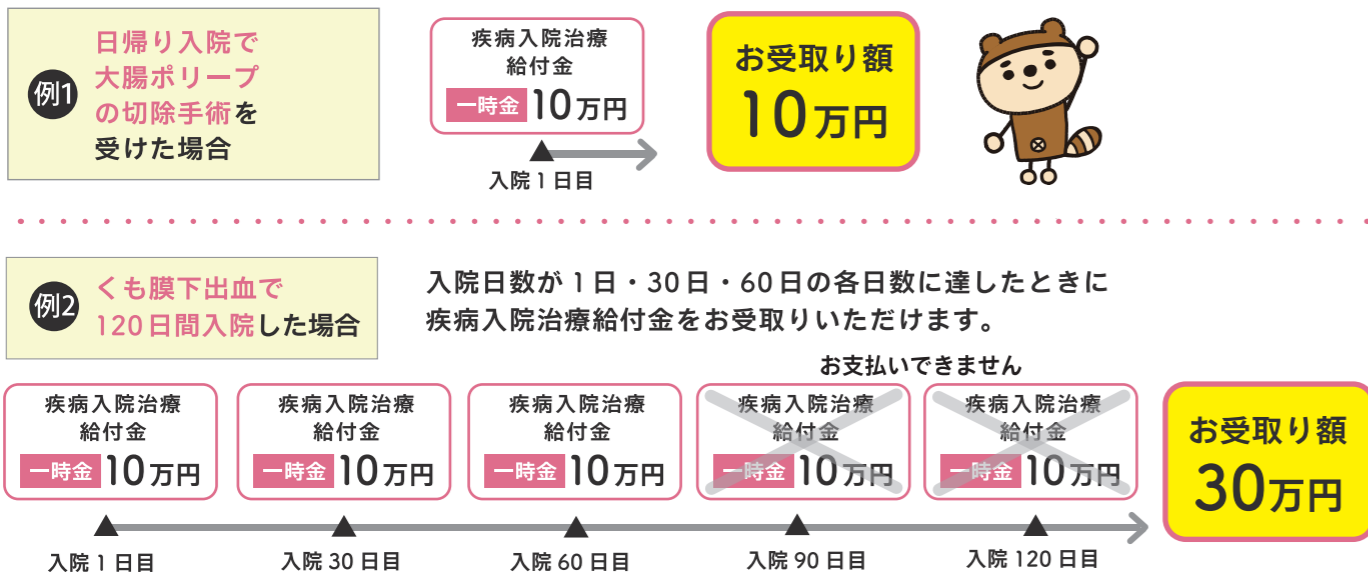 例1
日帰り入院で
大腸ポリープ
の切除手術を
受けた場合
疾病入院治療
給付金
一時金 10万円
入院1日目
お受取り額
10万円
例2
くも膜下出血で
120日間入院した場合
入院日数が1日・30日・60日の各日数に達したときに
疾病入院治療給付金をお受取りいただけます。
お支払いできません
疾病入院治療
給付金
一時金 10万円
入院1日目
疾病入院治療
給付金
一時金 10万円
入院30日目
疾病入院治療
給付金
一時金 10万円
入院60日目
疾病入院治療
給付金
一時金 10万円
入院90日目
疾病入院治療
給付金
一時金 10万円
入院120日目
お受取り額
30万円